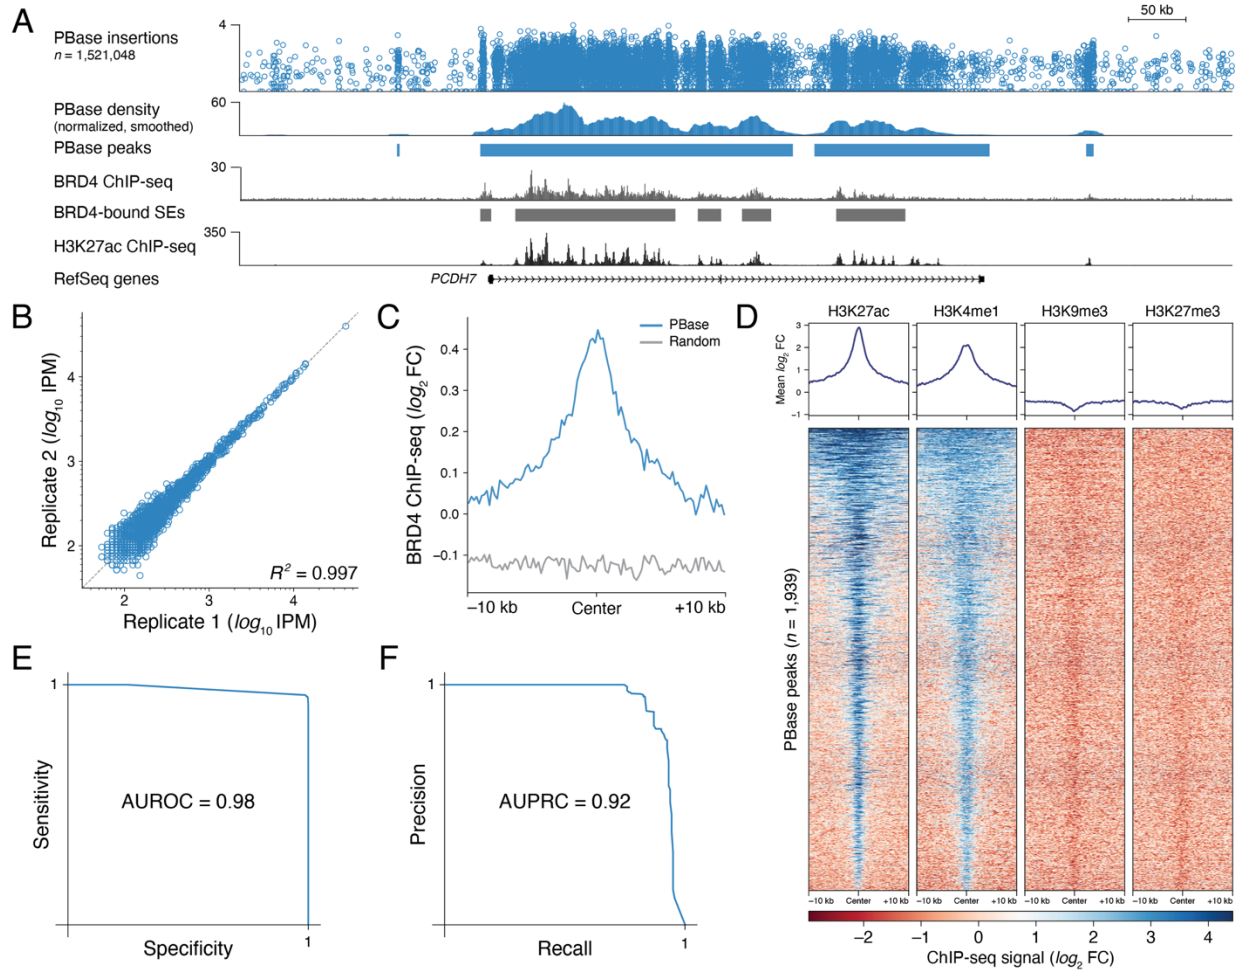 A
50 kb
PBase insertions
n = 1,521,048
4
PBase density
(normalized, smoothed)
60
PBase peaks
BRD4 ChIP-seq
30
BRD4-bound SEs
H3K27ac ChIP-seq
350
RefSeq genes
PCDH7
B
Replicate 2 (log10 IPM)
4
3
2
R2 = 0.997
2
3
4
Replicate 1 (log10 IPM)
C
BRD4 ChIP-seq (log2 FC)
PBase
Random
0.4
0.3
0.2
0.1
0.0
−0.1
−10 kb
Center
+10 kb
D
H3K27ac
H3K4me1
H3K9me3
H3K27me3
Mean log2 FC
3
2
1
0
−1
PBase peaks (n = 1,939)
−10 kb Center +10 kb
−10 kb Center +10 kb
−10 kb Center +10 kb
−10 kb Center +10 kb
−2 −1 0 1 2 3 4
ChIP-seq signal (log2 FC)
E
1
Sensitivity
AUROC = 0.98
Specificity
1
F
1
Precision
AUPRC = 0.92
Recall
1